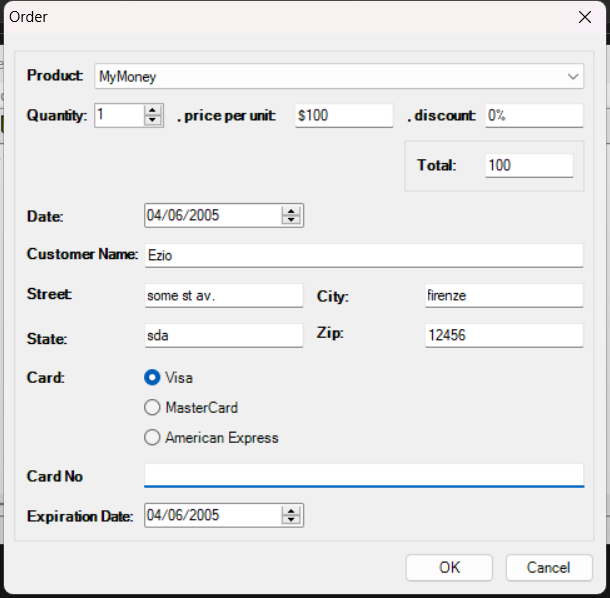 Order
Product: MyMoney
Quantity: 1 , price per unit: $100 , discount: 0%
Total: 100
Date: 04/06/2005
Customer Name: Ezio
Street: some st av. City: firenze
State: sda Zip: 12456
Card: Visa
MasterCard
American Express
Card No
Expiration Date: 04/06/2005
OK Cancel